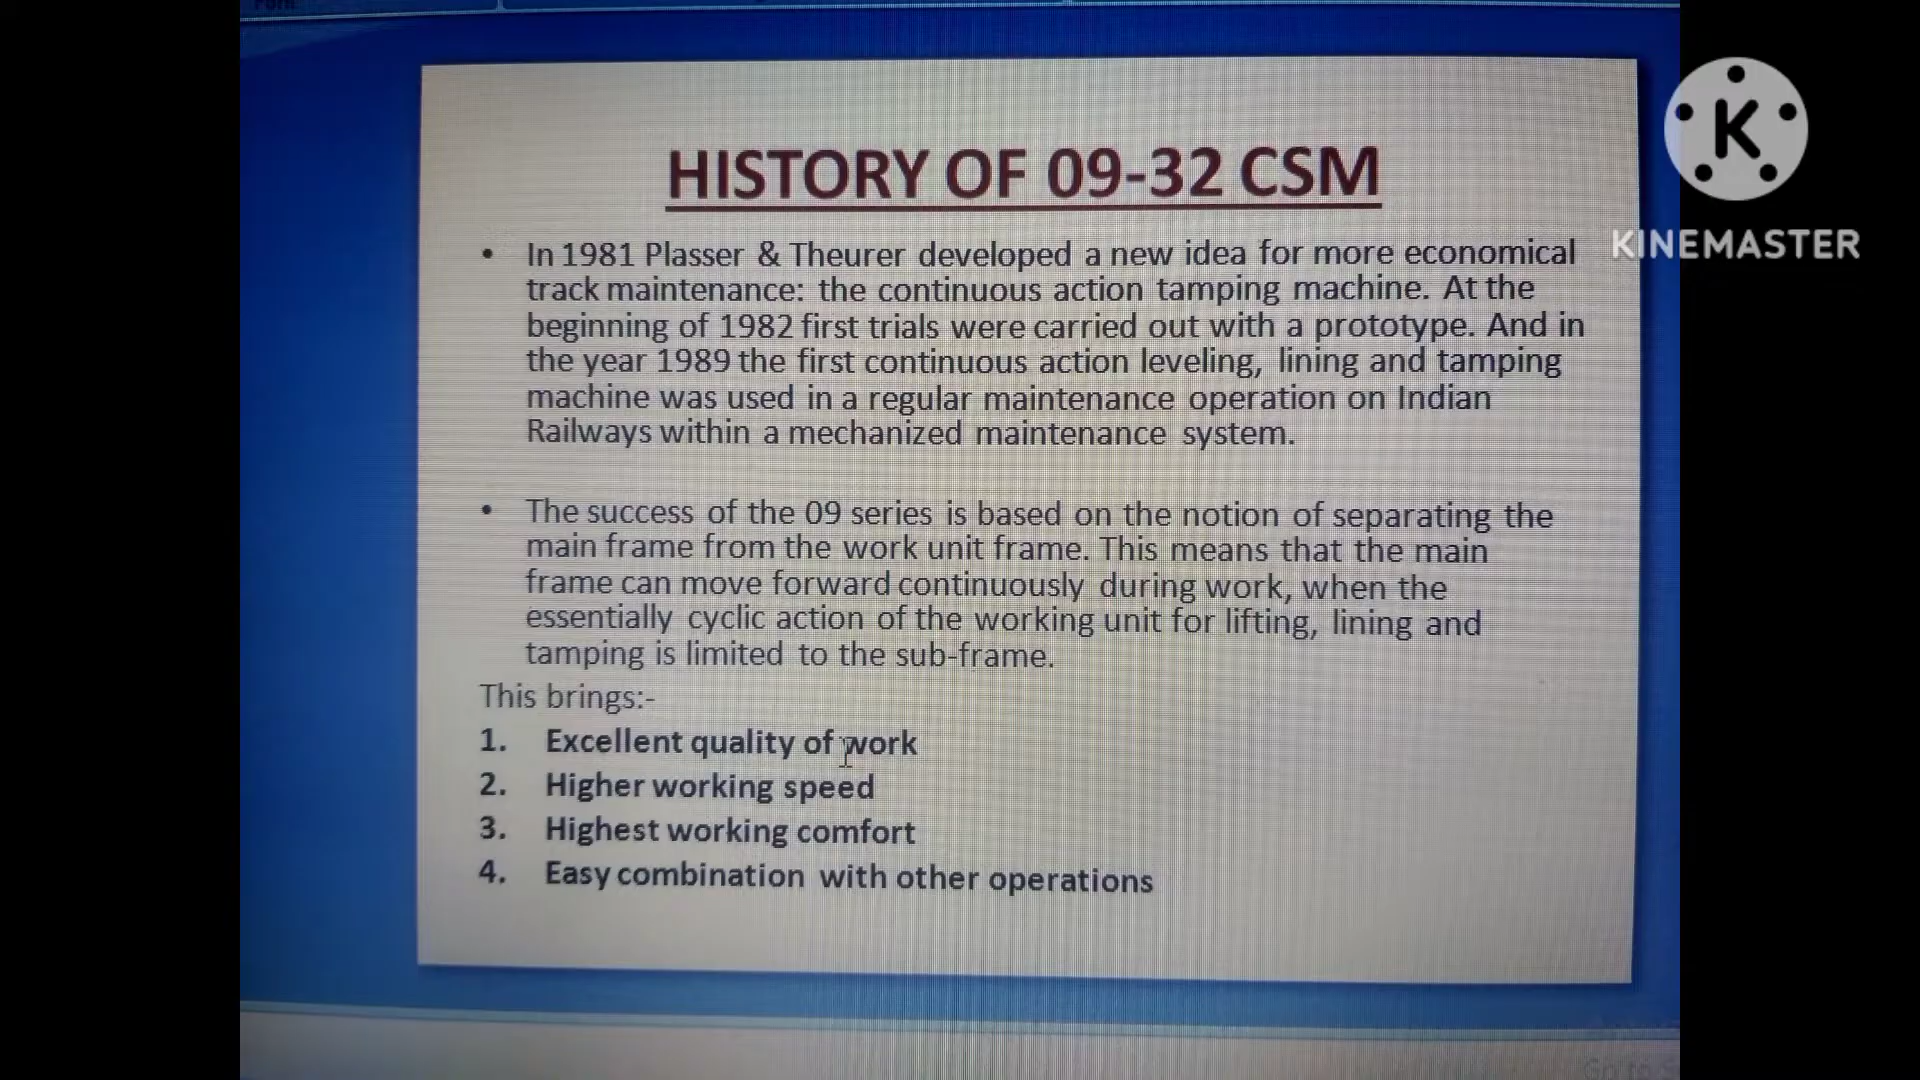 HISTORY OF 09-32 CSM
• In 1981 Plasser & Theurer developed a new idea for more economical
track maintenance: the continuous action tamping machine. At the
beginning of 1982 first trials were carried out with a prototype. And in
the year 1989 the first continuous action leveling, lining and tamping
machine was used in a regular maintenance operation on Indian
Railways within a mechanized maintenance system.
• The success of the 09 series is based on the notion of separating the
main frame from the work unit frame. This means that the main
frame can move forward continuously during work, when the
essentially cyclic action of the working unit for lifting, lining and
tamping is limited to the sub-frame.
This brings:-
1. Excellent quality of work
2. Higher working speed
3. Highest working comfort
4. Easy combination with other operations
K
KINEMASTER